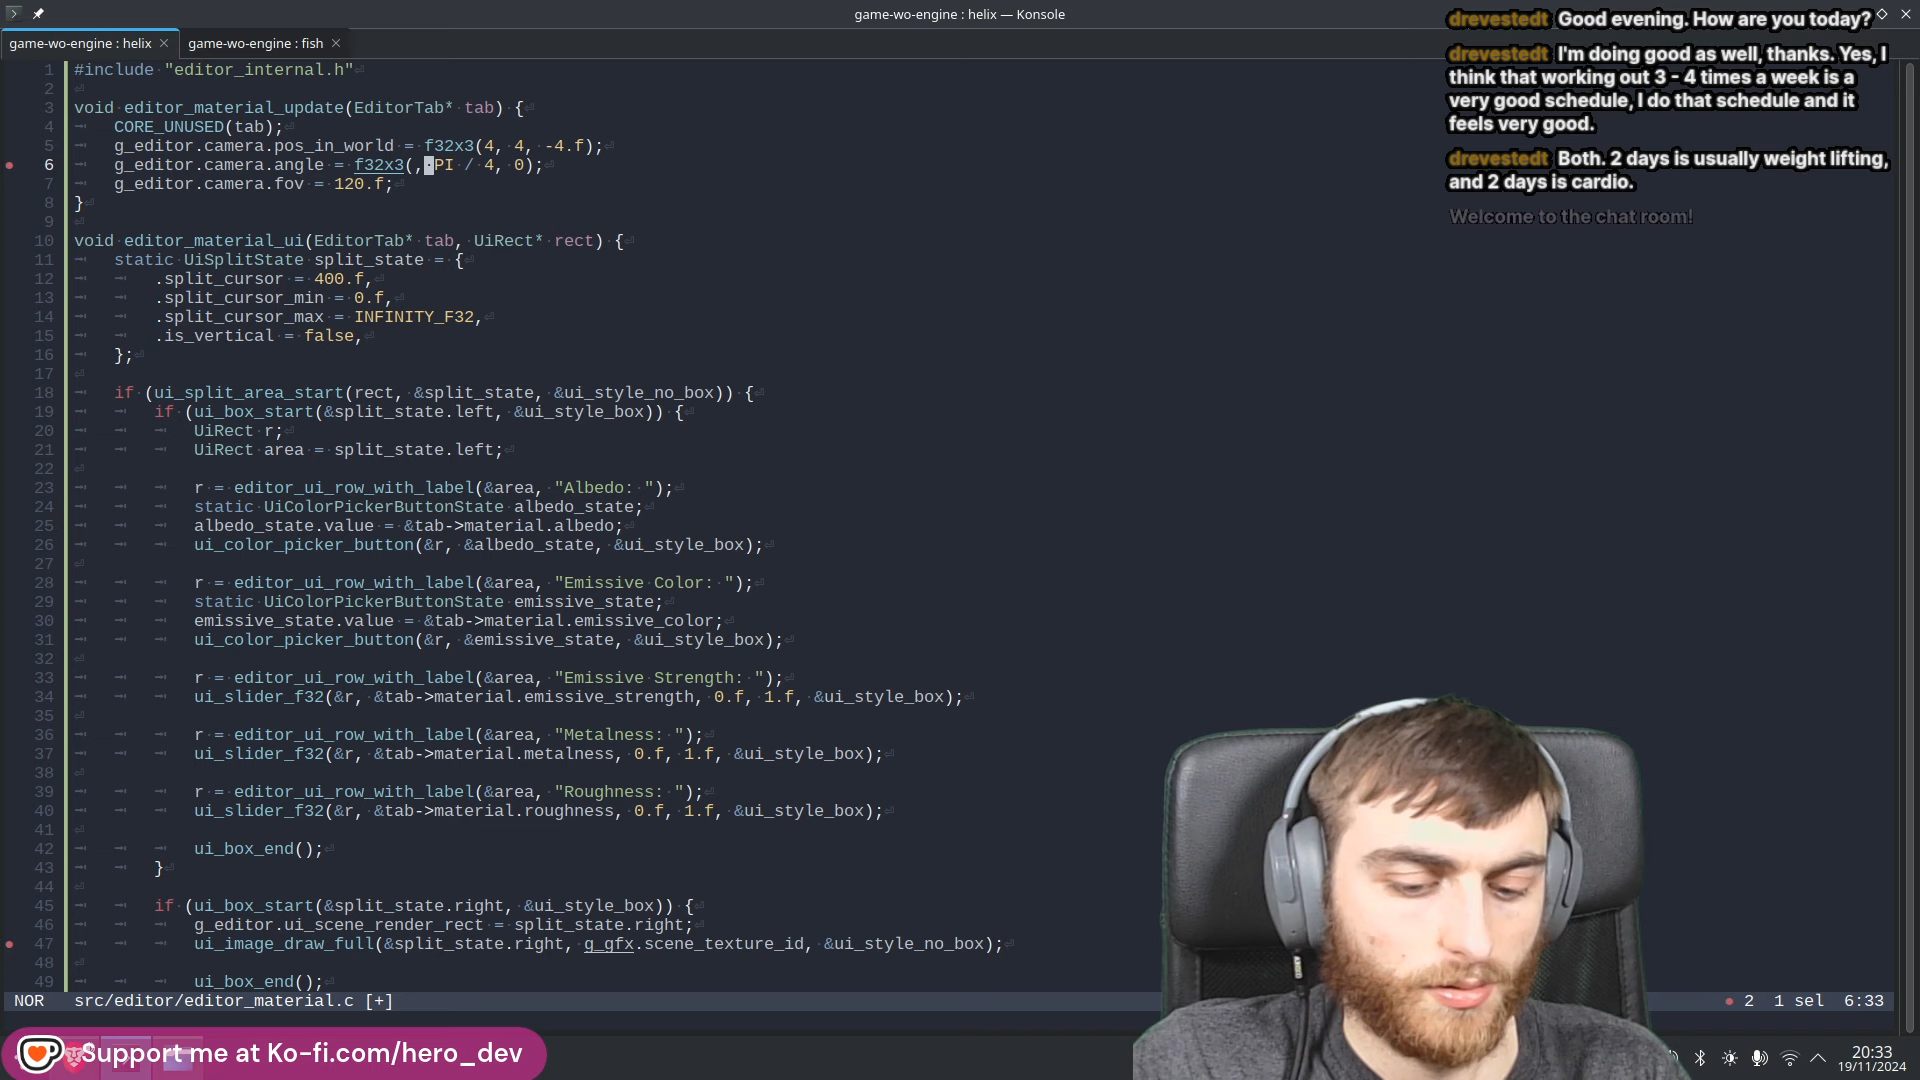 game-wo-engine : helix — Konsole
game-wo-engine : helix
game-wo-engine : fish
1 #include "editor_internal.h"
2
3 void editor_material_update(EditorTab* tab) {
4 CORE_UNUSED(tab);
5 g_editor.camera.pos_in_world = f32x3(4, 4, -4.f);
6 g_editor.camera.angle = f32x3(, PI / 4, 0);
7 g_editor.camera.fov = 120.f;
8 }
9
10 void editor_material_ui(EditorTab* tab, UiRect* rect) {
11 static UiSplitState split_state = {
12 .split_cursor = 400.f,
13 .split_cursor_min = 0.f,
14 .split_cursor_max = INFINITY_F32,
15 .is_vertical = false,
16 };
17
18 if (ui_split_area_start(rect, &split_state, &ui_style_no_box)) {
19 if (ui_box_start(&split_state.left, &ui_style_box)) {
20 UiRect r;
21 UiRect area = split_state.left;
22
23 r = editor_ui_row_with_label(&area, "Albedo: ");
24 static UiColorPickerButtonState albedo_state;
25 albedo_state.value = &tab->material.albedo;
26 ui_color_picker_button(&r, &albedo_state, &ui_style_box);
27
28 r = editor_ui_row_with_label(&area, "Emissive Color: ");
29 static UiColorPickerButtonState emissive_state;
30 emissive_state.value = &tab->material.emissive_color;
31 ui_color_picker_button(&r, &emissive_state, &ui_style_box);
32
33 r = editor_ui_row_with_label(&area, "Emissive Strength: ");
34 ui_slider_f32(&r, &tab->material.emissive_strength, 0.f, 1.f, &ui_style_box);
35
36 r = editor_ui_row_with_label(&area, "Metalness: ");
37 ui_slider_f32(&r, &tab->material.metalness, 0.f, 1.f, &ui_style_box);
38
39 r = editor_ui_row_with_label(&area, "Roughness: ");
40 ui_slider_f32(&r, &tab->material.roughness, 0.f, 1.f, &ui_style_box);
41
42 ui_box_end();
43 }
44
45 if (ui_box_start(&split_state.right, &ui_style_box)) {
46 g_editor.ui_scene_render_rect = split_state.right;
47 ui_image_draw_full(&split_state.right, g_gfx.scene_texture_id, &ui_style_no_box);
48
49 ui_box_end();
NOR src/editor/editor_material.c [+]
2 1 sel 6:33
drevestedt Good evening. How are you today?
drevestedt I'm doing good as well, thanks. Yes, I
think that working out 3 - 4 times a week is a
very good schedule, I do that schedule and it
feels very good.
drevestedt Both. 2 days is usually weight lifting,
and 2 days is cardio.
Welcome to the chat room!
Support me at Ko-fi.com/hero_dev
20:33
19/11/2024